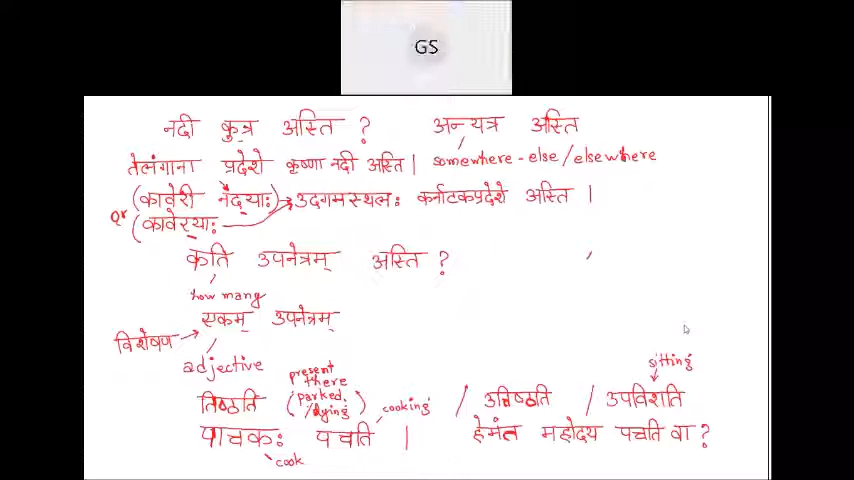 GS
नदी कुत्र अस्ति ? अन्यत्र अस्ति
तेलंगाना प्रदेशे कृष्णा नदी अस्ति | somewhere-else/elsewhere
(कावेरी नद्याः) उदगमस्थलः कर्नाटकप्रदेशे अस्ति |
or (कावेर्याः
कति उपनेत्रम् अस्ति ?
how many
एकम् उपनेत्रम्
विशेषण
adjective
present there sitting
तिष्ठति (parked, / lying) / उत्तिष्ठति / उपविशति
cooking
पाचकः पचति | हेमंत महोदय पचति वा ?
cook